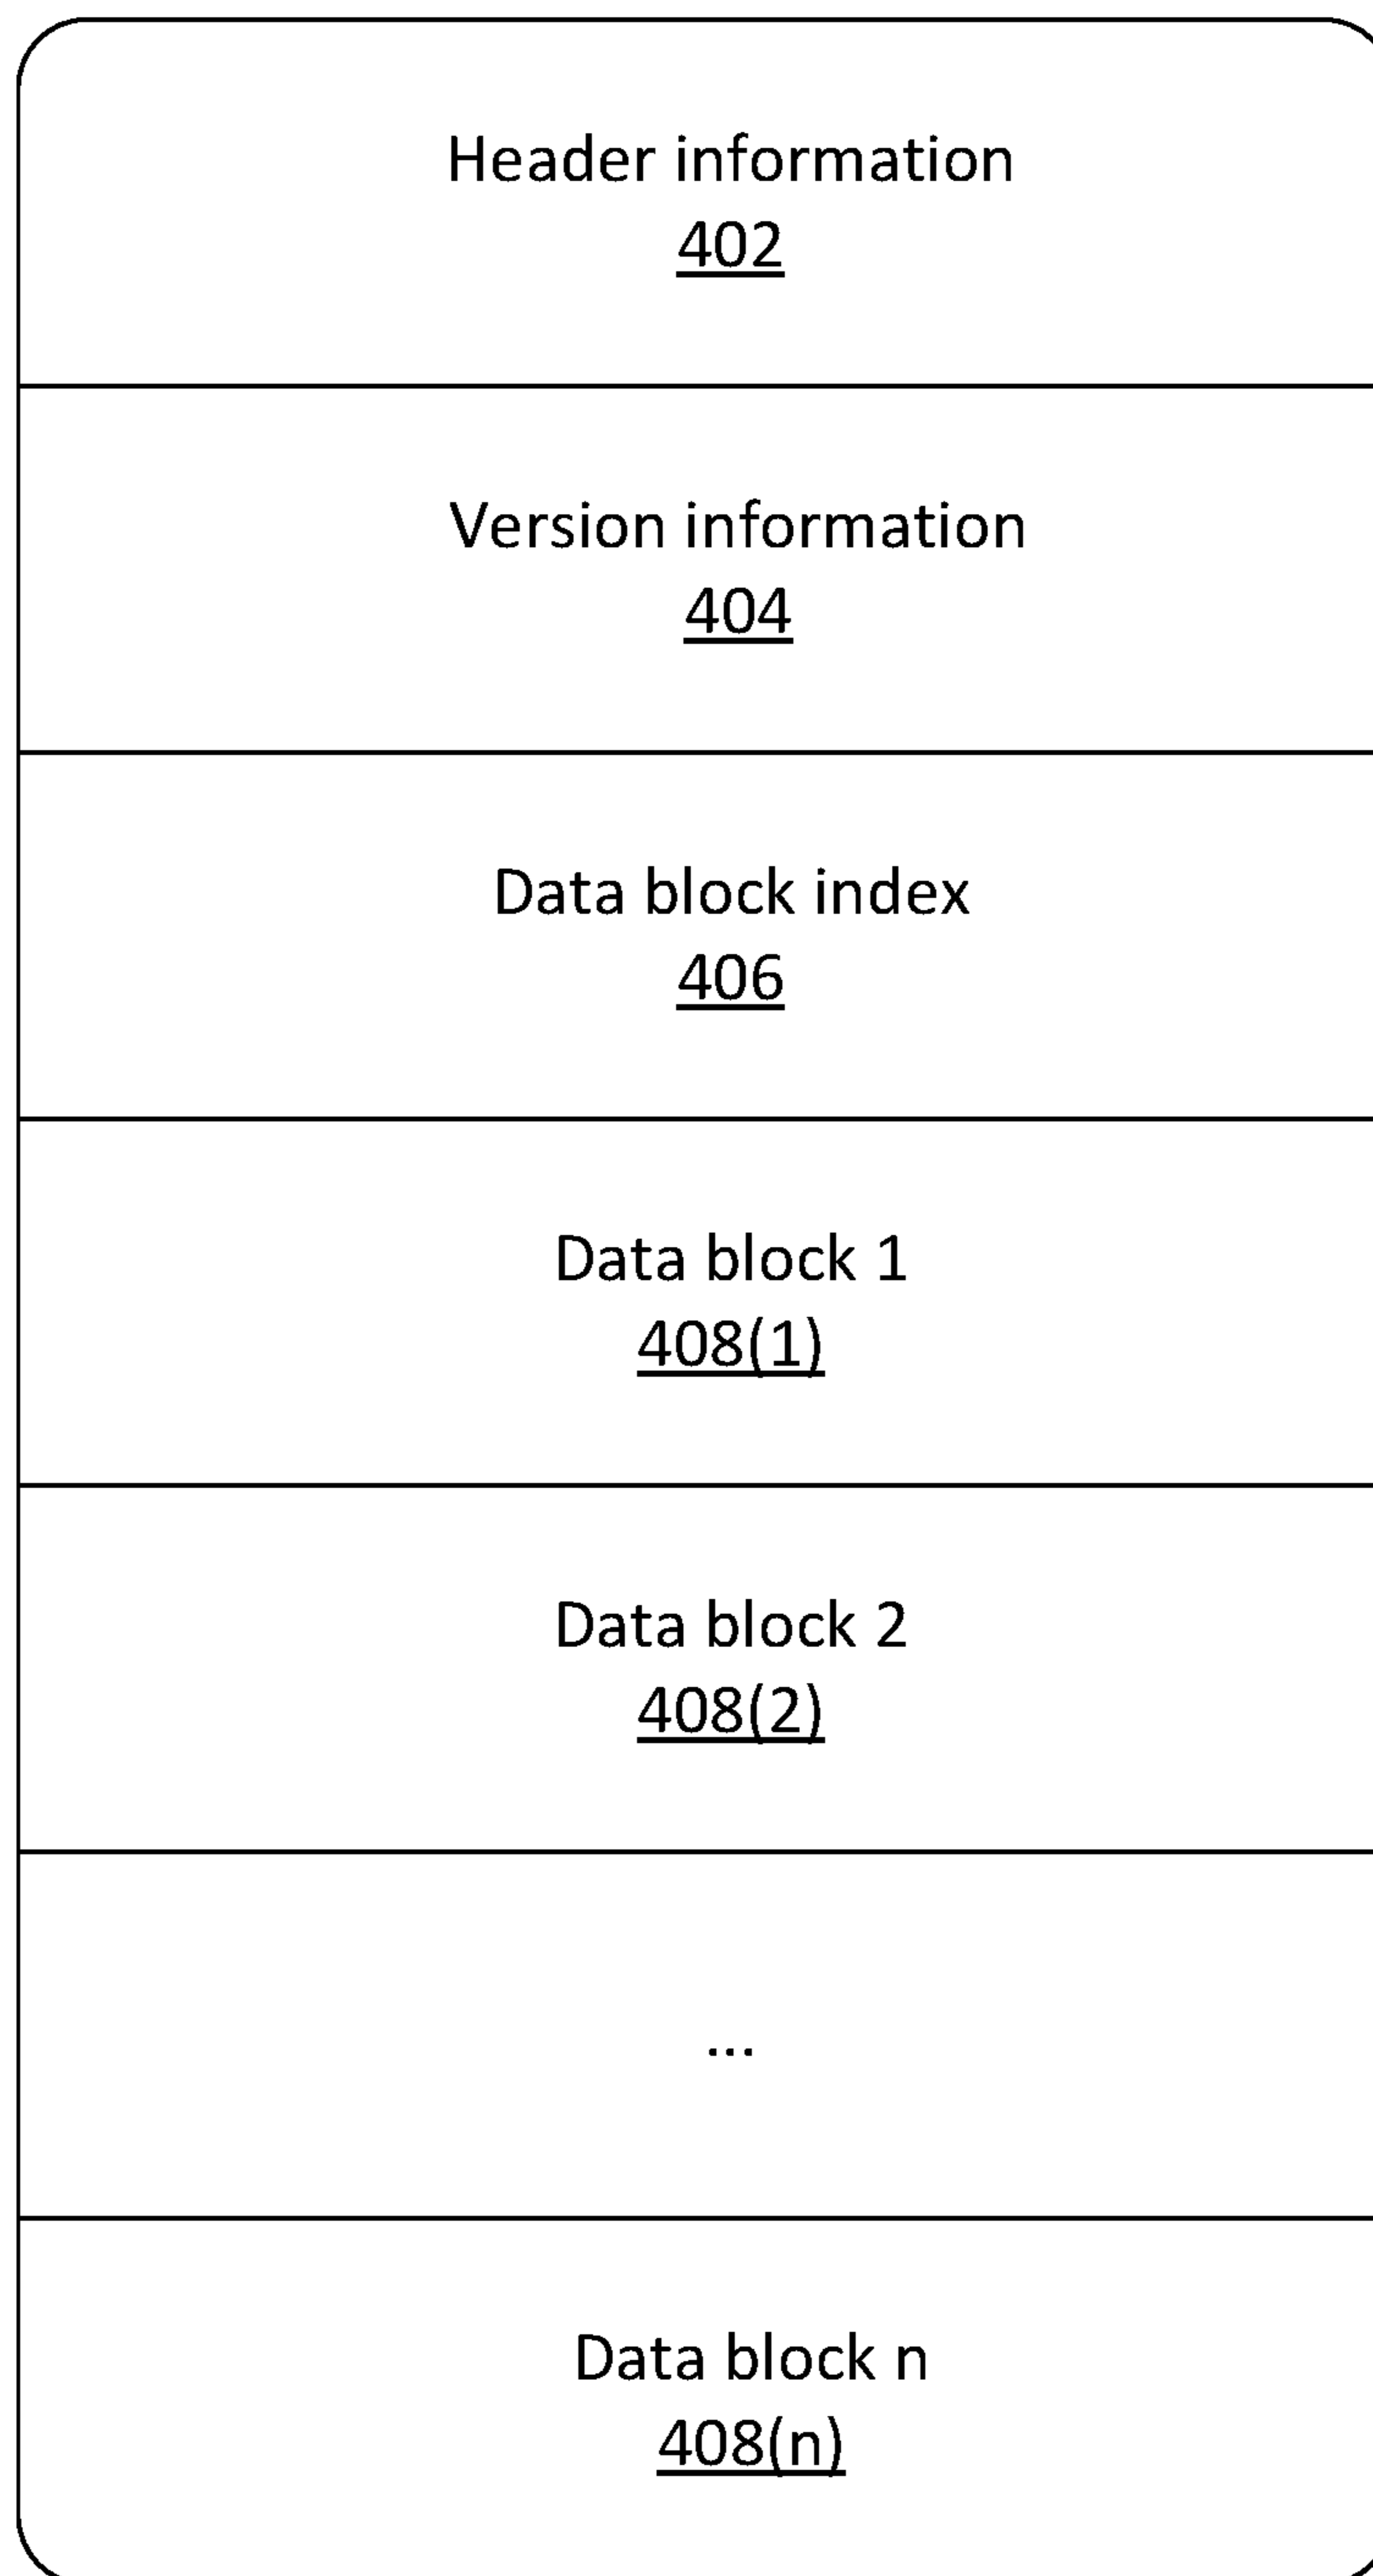 Header information
402
Version information
404
Data block index
406
Data block 1
408(1)
Data block 2
408(2)
...
Data block n
408(n)